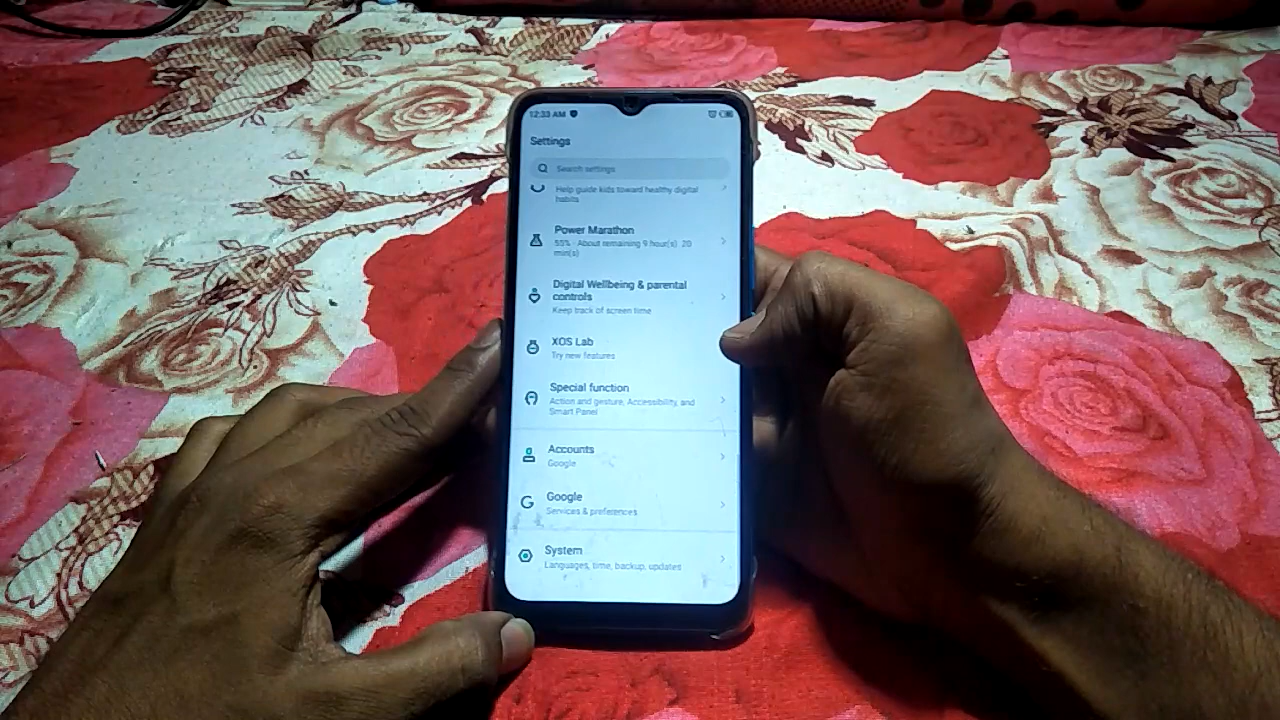 12:33 AM
Settings
Search settings
Help guide kids toward healthy digital
habits
Power Marathon
55% - About remaining 9 hour(s) 20
min(s)
Digital Wellbeing & parental
controls
Keep track of screen time
XOS Lab
Try new features
Special function
Action and gesture, Accessibility, and
Smart Panel
Accounts
Google
Google
Services & preferences
System
Languages, time, backup, updates